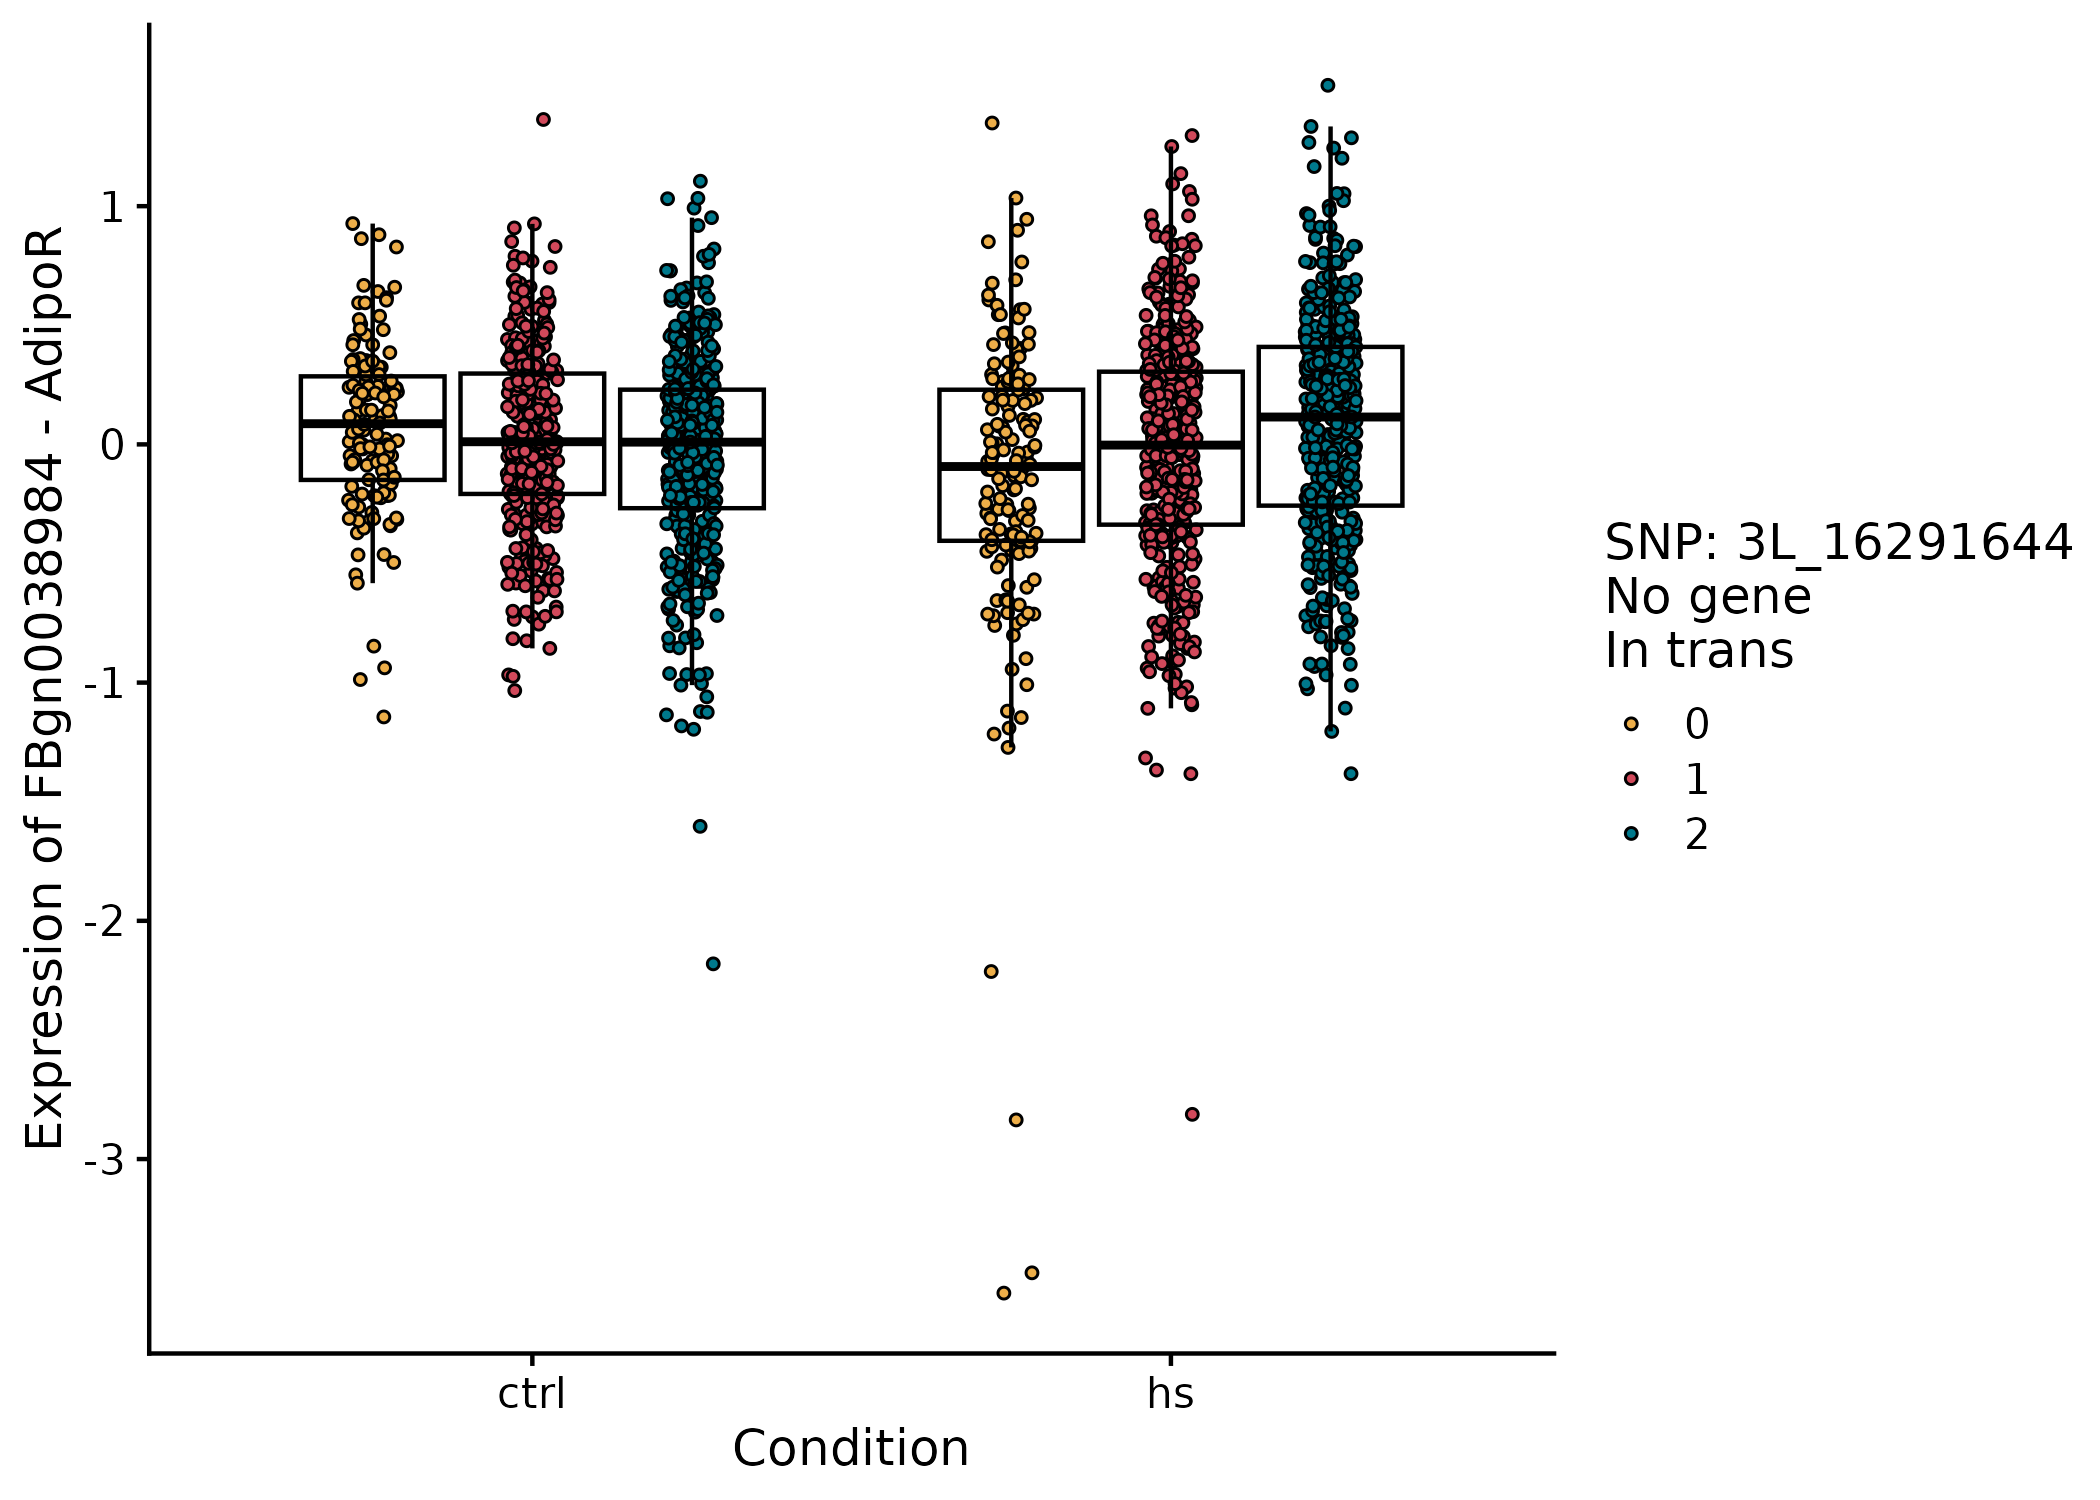 Expression of FBgn0038984 - AdipoR
1
0
-1
-2
-3
ctrl
hs
Condition
SNP: 3L_16291644
No gene
In trans
0
1
2